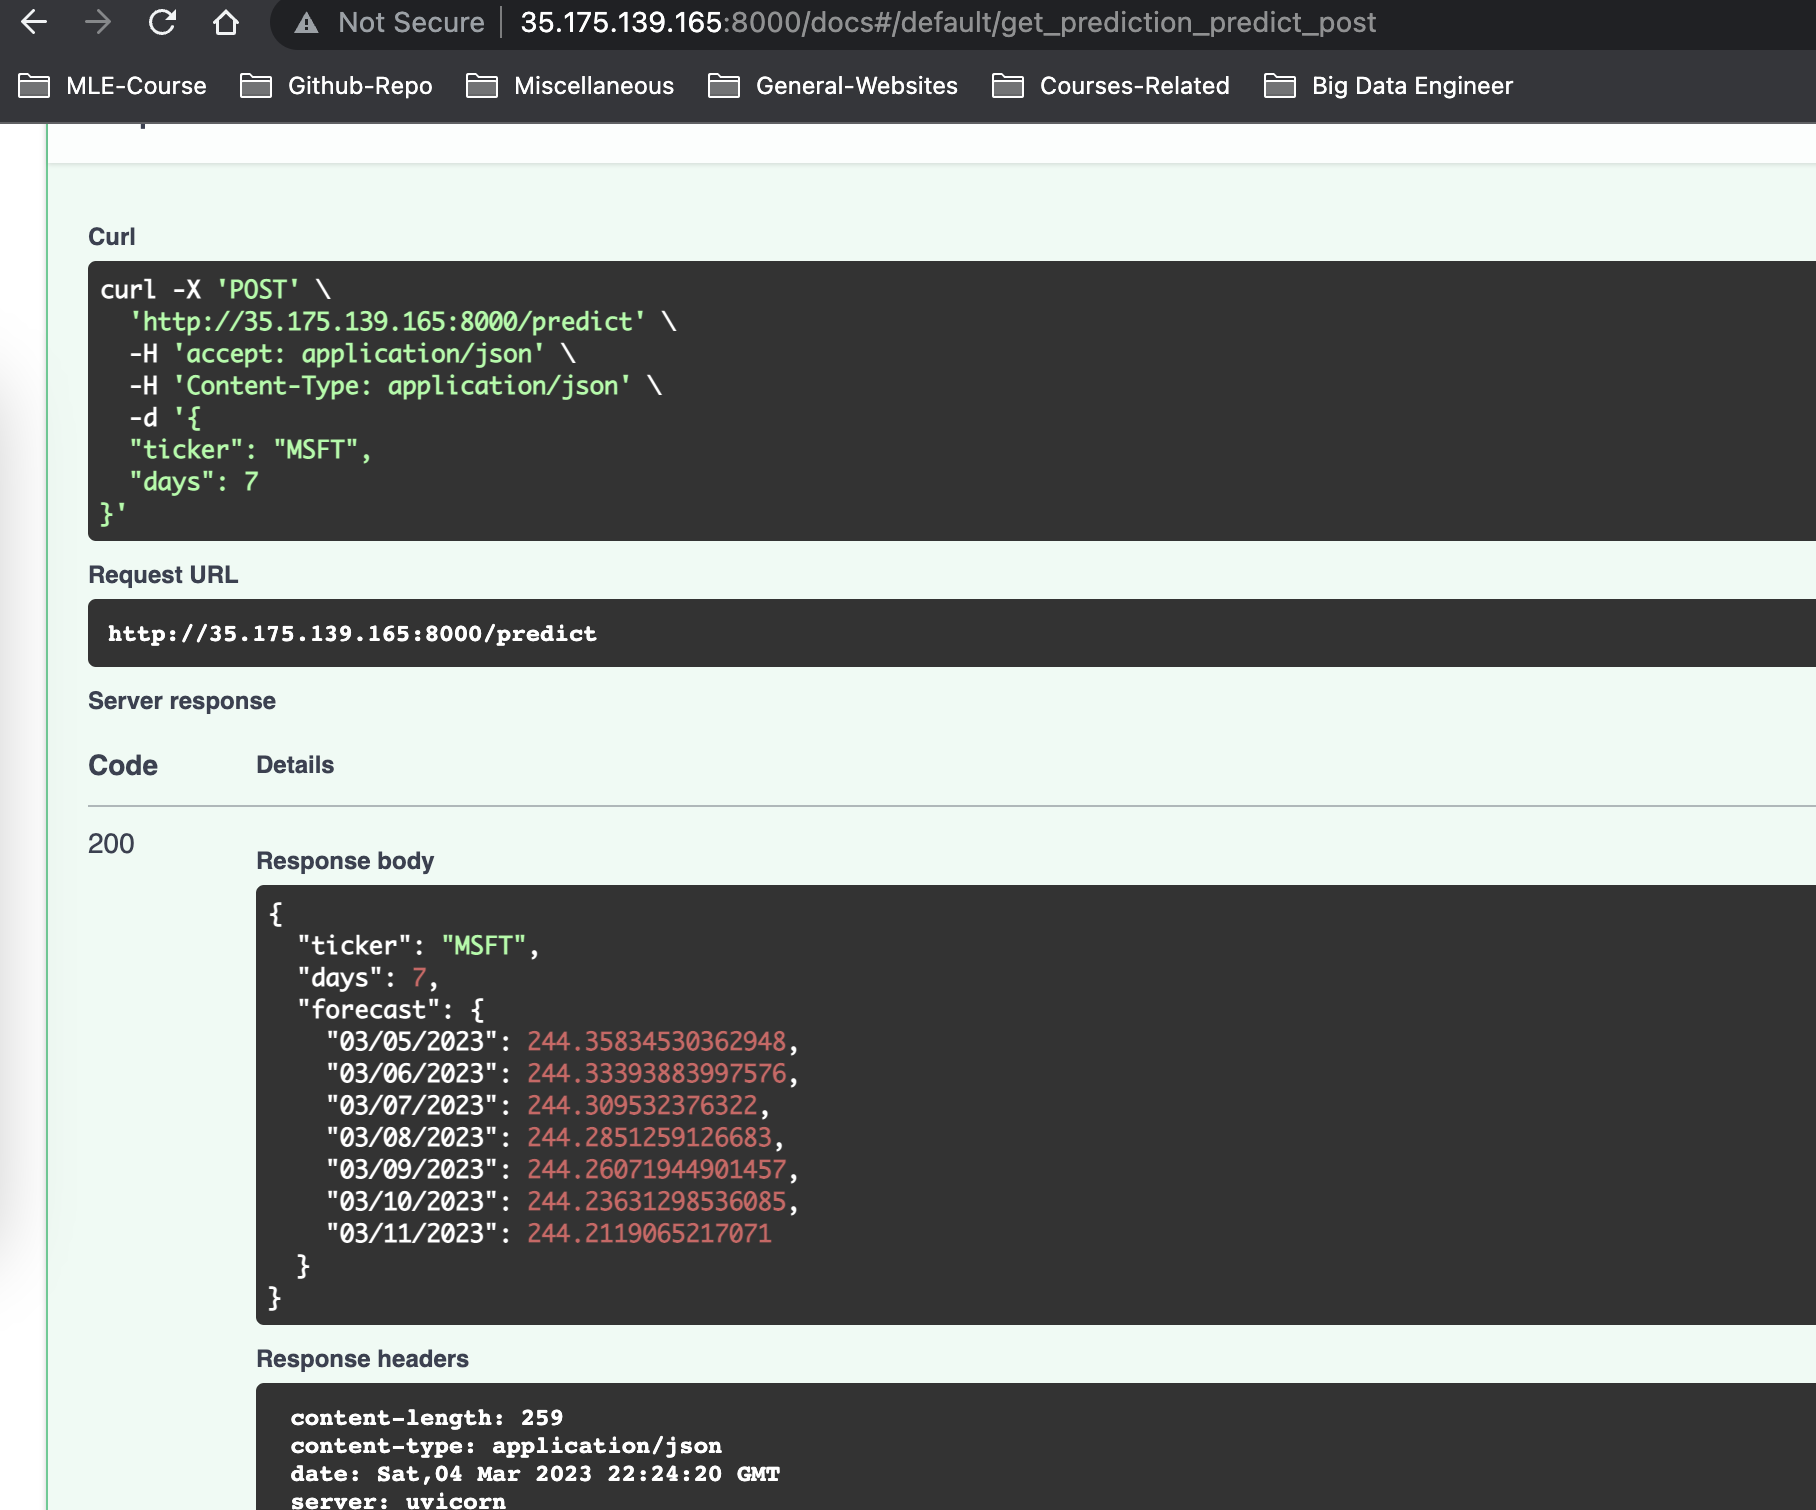 Not Secure | 35.175.139.165:8000/docs#/default/get_prediction_predict_post
MLE-Course Github-Repo Miscellaneous General-Websites Courses-Related Big Data Engineer
Curl
curl -X 'POST' \
  'http://35.175.139.165:8000/predict' \
  -H 'accept: application/json' \
  -H 'Content-Type: application/json' \
  -d '{
  "ticker": "MSFT",
  "days": 7
}'
Request URL
http://35.175.139.165:8000/predict
Server response
Code Details
200
Response body
{
  "ticker": "MSFT",
  "days": 7,
  "forecast": {
    "03/05/2023": 244.35834530362948,
    "03/06/2023": 244.33393883997576,
    "03/07/2023": 244.309532376322,
    "03/08/2023": 244.2851259126683,
    "03/09/2023": 244.26071944901457,
    "03/10/2023": 244.23631298536085,
    "03/11/2023": 244.2119065217071
  }
}
Response headers
content-length: 259
content-type: application/json
date: Sat,04 Mar 2023 22:24:20 GMT
server: uvicorn